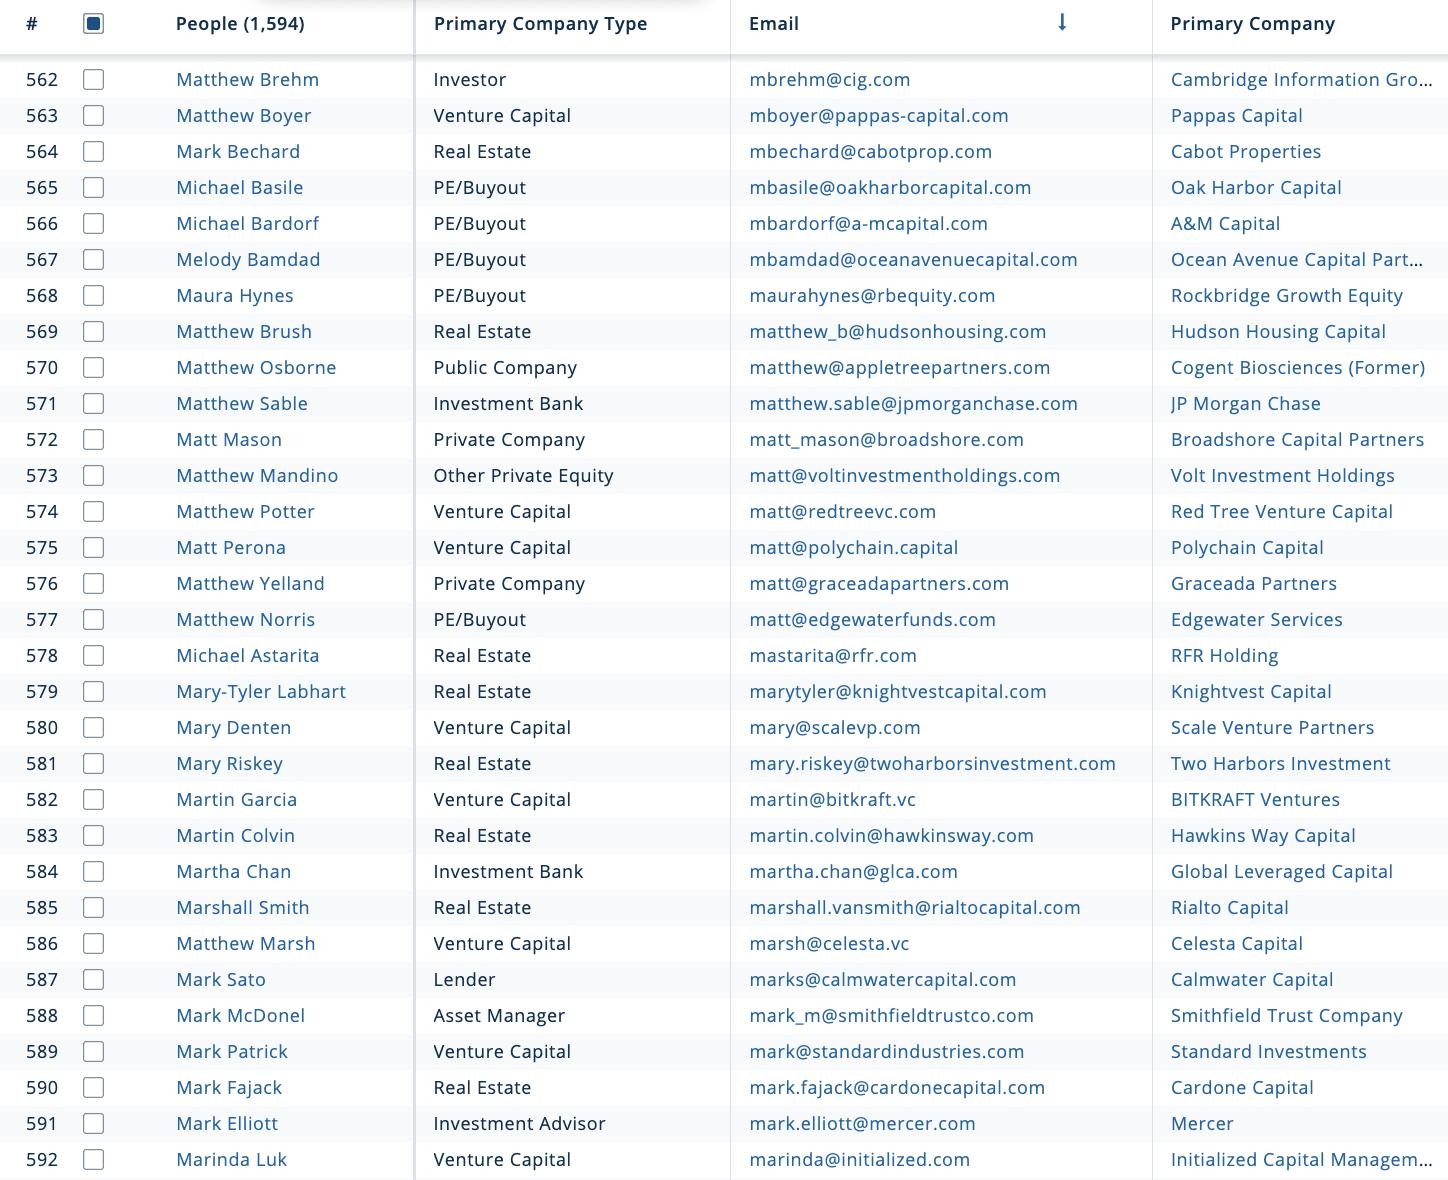 # People (1,594) Primary Company Type Email ↓ Primary Company
562 Matthew Brehm Investor mbrehm@cig.com Cambridge Information Gro...
563 Matthew Boyer Venture Capital mboyer@pappas-capital.com Pappas Capital
564 Mark Bechard Real Estate mbechard@cabotprop.com Cabot Properties
565 Michael Basile PE/Buyout mbasile@oakharborcapital.com Oak Harbor Capital
566 Michael Bardorf PE/Buyout mbardorf@a-mcapital.com A&M Capital
567 Melody Bamdad PE/Buyout mbamdad@oceanavenuecapital.com Ocean Avenue Capital Part...
568 Maura Hynes PE/Buyout maurahynes@rbequity.com Rockbridge Growth Equity
569 Matthew Brush Real Estate matthew_b@hudsonhousing.com Hudson Housing Capital
570 Matthew Osborne Public Company matthew@appletreepartners.com Cogent Biosciences (Former)
571 Matthew Sable Investment Bank matthew.sable@jpmorganchase.com JP Morgan Chase
572 Matt Mason Private Company matt_mason@broadshore.com Broadshore Capital Partners
573 Matthew Mandino Other Private Equity matt@voltinvestmentholdings.com Volt Investment Holdings
574 Matthew Potter Venture Capital matt@redtreevc.com Red Tree Venture Capital
575 Matt Perona Venture Capital matt@polychain.capital Polychain Capital
576 Matthew Yelland Private Company matt@graceadapartners.com Graceada Partners
577 Matthew Norris PE/Buyout matt@edgewaterfunds.com Edgewater Services
578 Michael Astarita Real Estate mastarita@rfr.com RFR Holding
579 Mary-Tyler Labhart Real Estate marytyler@knightvestcapital.com Knightvest Capital
580 Mary Denten Venture Capital mary@scalevp.com Scale Venture Partners
581 Mary Riskey Real Estate mary.riskey@twoharborsinvestment.com Two Harbors Investment
582 Martin Garcia Venture Capital martin@bitkraft.vc BITKRAFT Ventures
583 Martin Colvin Real Estate martin.colvin@hawkinsway.com Hawkins Way Capital
584 Martha Chan Investment Bank martha.chan@glca.com Global Leveraged Capital
585 Marshall Smith Real Estate marshall.vansmith@rialtocapital.com Rialto Capital
586 Matthew Marsh Venture Capital marsh@celesta.vc Celesta Capital
587 Mark Sato Lender marks@calmwatercapital.com Calmwater Capital
588 Mark McDonel Asset Manager mark_m@smithfieldtrustco.com Smithfield Trust Company
589 Mark Patrick Venture Capital mark@standardindustries.com Standard Investments
590 Mark Fajack Real Estate mark.fajack@cardonecapital.com Cardone Capital
591 Mark Elliott Investment Advisor mark.elliott@mercer.com Mercer
592 Marinda Luk Venture Capital marinda@initialized.com Initialized Capital Managem...